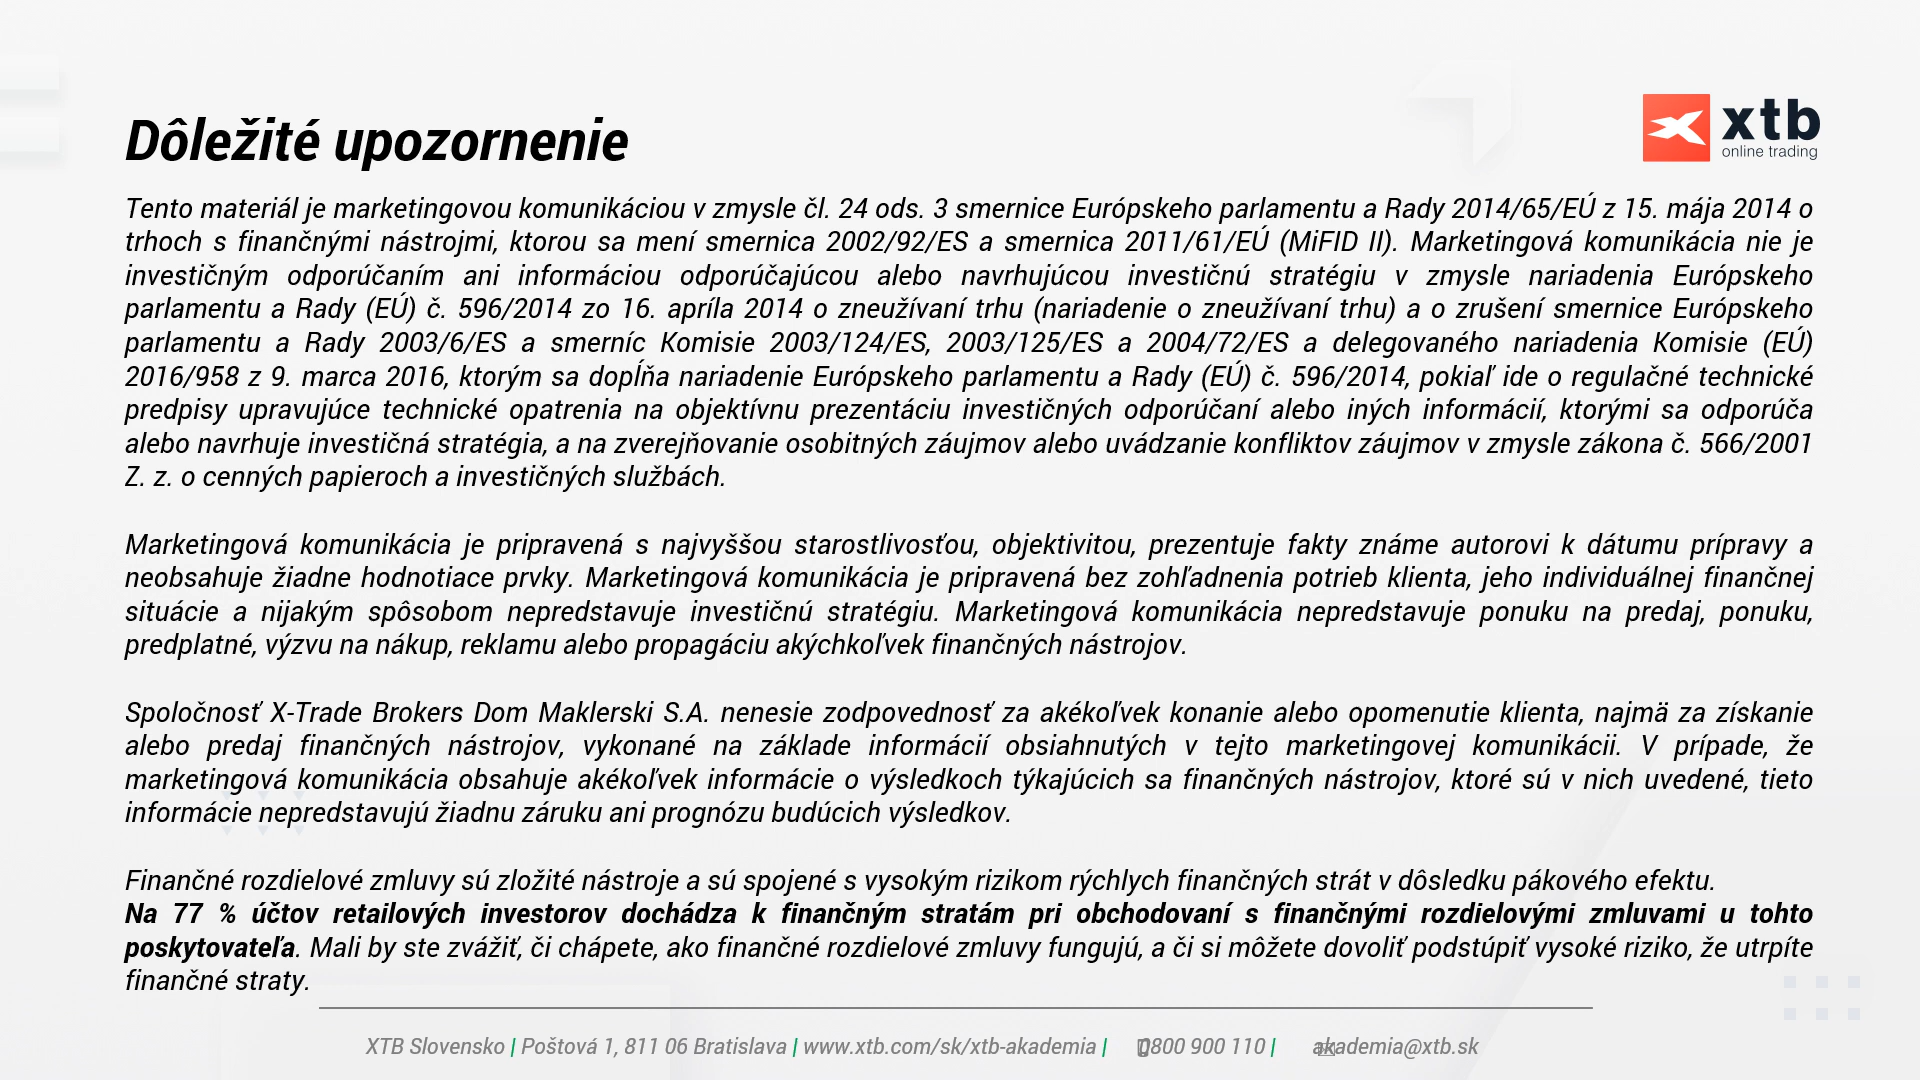 Dôležité upozornenie
xtb
online trading
Tento materiál je marketingovou komunikáciou v zmysle čl. 24 ods. 3 smernice Európskeho parlamentu a Rady 2014/65/EÚ z 15. mája 2014 o
trhoch s finančnými nástrojmi, ktorou sa mení smernica 2002/92/ES a smernica 2011/61/EÚ (MiFID II). Marketingová komunikácia nie je
investičným odporúčaním ani informáciou odporúčajúcou alebo navrhujúcou investičnú stratégiu v zmysle nariadenia Európskeho
parlamentu a Rady (EÚ) č. 596/2014 zo 16. apríla 2014 o zneužívaní trhu (nariadenie o zneužívaní trhu) a o zrušení smernice Európskeho
parlamentu a Rady 2003/6/ES a smerníc Komisie 2003/124/ES, 2003/125/ES a 2004/72/ES a delegovaného nariadenia Komisie (EÚ)
2016/958 z 9. marca 2016, ktorým sa dopĺňa nariadenie Európskeho parlamentu a Rady (EÚ) č. 596/2014, pokiaľ ide o regulačné technické
predpisy upravujúce technické opatrenia na objektívnu prezentáciu investičných odporúčaní alebo iných informácií, ktorými sa odporúča
alebo navrhuje investičná stratégia, a na zverejňovanie osobitných záujmov alebo uvádzanie konfliktov záujmov v zmysle zákona č. 566/2001
Z. z. o cenných papieroch a investičných službách.
Marketingová komunikácia je pripravená s najvyššou starostlivosťou, objektivitou, prezentuje fakty známe autorovi k dátumu prípravy a
neobsahuje žiadne hodnotiace prvky. Marketingová komunikácia je pripravená bez zohľadnenia potrieb klienta, jeho individuálnej finančnej
situácie a nijakým spôsobom nepredstavuje investičnú stratégiu. Marketingová komunikácia nepredstavuje ponuku na predaj, ponuku,
predplatné, výzvu na nákup, reklamu alebo propagáciu akýchkoľvek finančných nástrojov.
Spoločnosť X-Trade Brokers Dom Maklerski S.A. nenesie zodpovednosť za akékoľvek konanie alebo opomenutie klienta, najmä za získanie
alebo predaj finančných nástrojov, vykonané na základe informácií obsiahnutých v tejto marketingovej komunikácii. V prípade, že
marketingová komunikácia obsahuje akékoľvek informácie o výsledkoch týkajúcich sa finančných nástrojov, ktoré sú v nich uvedené, tieto
informácie nepredstavujú žiadnu záruku ani prognózu budúcich výsledkov.
Finančné rozdielové zmluvy sú zložité nástroje a sú spojené s vysokým rizikom rýchlych finančných strát v dôsledku pákového efektu.
Na 77 % účtov retailových investorov dochádza k finančným stratám pri obchodovaní s finančnými rozdielovými zmluvami u tohto
poskytovateľa. Mali by ste zvážiť, či chápete, ako finančné rozdielové zmluvy fungujú, a či si môžete dovoliť podstúpiť vysoké riziko, že utrpíte
finančné straty.
XTB Slovensko | Poštová 1, 811 06 Bratislava | www.xtb.com/sk/xtb-akademia | 0800 900 110 | akademia@xtb.sk